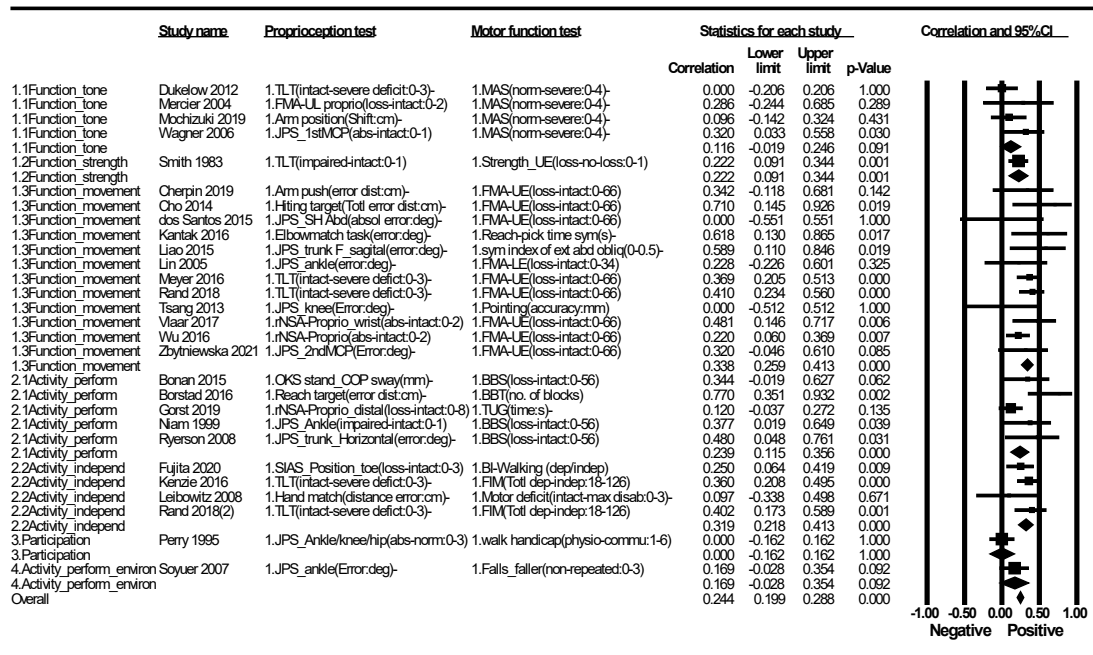 Study name Proprioception test Motor function test Statistics for each study Correlation and 95%CI
Correlation Lower limit Upper limit p-Value
1.1Function_tone Dukelow 2012 1.TLT(intact-severe deficit:0-3)- 1.MAS(norm-severe:0-4)- 0.000 -0.206 0.206 1.000
1.1Function_tone Mercier 2004 1.FMA-UL proprio(loss-intact:0-2) 1.MAS(norm-severe:0-4)- 0.286 -0.244 0.685 0.289
1.1Function_tone Mochizuki 2019 1.Arm position(Shift:cm)- 1.MAS(norm-severe:0-4)- 0.096 -0.142 0.324 0.431
1.1Function_tone Wagner 2006 1.JPS_1stMCP(abs-intact:0-1) 1.MAS(norm-severe:0-4)- 0.320 0.033 0.558 0.030
1.1Function_tone 0.116 -0.019 0.246 0.091
1.2Function_strength Smith 1983 1.TLT(impaired-intact:0-1) 1.Strength_UE(loss-no-loss:0-1) 0.222 0.091 0.344 0.001
1.2Function_strength 0.222 0.091 0.344 0.001
1.3Function_movement Cherpin 2019 1.Arm push(error dist:cm)- 1.FMA-UE(loss-intact:0-66) 0.342 -0.118 0.681 0.142
1.3Function_movement Cho 2014 1.Hiting target(Totl error dist:cm)- 1.FMA-UE(loss-intact:0-66) 0.710 0.145 0.926 0.019
1.3Function_movement dos Santos 2015 1.JPS_SH Abd(absol error:deg)- 1.FMA-UE(loss-intact:0-66) 0.000 -0.551 0.551 1.000
1.3Function_movement Kantak 2016 1.Elbowmatch task(error:deg)- 1.Reach-pick time sym(s)- 0.618 0.130 0.865 0.017
1.3Function_movement Liao 2015 1.JPS_trunk F_sagital(error:deg)- 1.sym index of ext abd obliq(0-0.5)- 0.589 0.110 0.846 0.019
1.3Function_movement Lin 2005 1.JPS_ankle(error:deg)- 1.FMA-LE(loss-intact:0-34) 0.228 -0.226 0.601 0.325
1.3Function_movement Meyer 2016 1.TLT(intact-severe defict:0-3)- 1.FMA-UE(loss-intact:0-66) 0.369 0.205 0.513 0.000
1.3Function_movement Rand 2018 1.TLT(intact-severe defict:0-3)- 1.FMA-UE(loss-intact:0-66) 0.410 0.234 0.560 0.000
1.3Function_movement Tsang 2013 1.JPS_knee(Error:deg)- 1.Pointing(accuracy:mm) 0.000 -0.512 0.512 1.000
1.3Function_movement Vlaar 2017 1.rNSA-Proprio_wrist(abs-intact:0-2) 1.FMA-UE(loss-intact:0-66) 0.481 0.146 0.717 0.006
1.3Function_movement Wu 2016 1.rNSA-Proprio(abs-intact:0-2) 1.FMA-UE(loss-intact:0-66) 0.220 0.060 0.369 0.007
1.3Function_movement Zbytniewska 2021 1.JPS_2ndMCP(Error:deg)- 1.FMA-UE(loss-intact:0-66) 0.320 -0.046 0.610 0.085
1.3Function_movement 0.338 0.259 0.413 0.000
2.1Activity_perform Bonan 2015 1.OKS stand_COP sway(mm)- 1.BBS(loss-intact:0-56) 0.344 -0.019 0.627 0.062
2.1Activity_perform Borstad 2016 1.Reach target(error dist:cm)- 1.BBT(no. of blocks) 0.770 0.351 0.932 0.002
2.1Activity_perform Gorst 2019 1.rNSA-Proprio_distal(loss-intact:0-8) 1.TUG(time:s)- 0.120 -0.037 0.272 0.135
2.1Activity_perform Niam 1999 1.JPS_Ankle(impaired-intact:0-1) 1.BBS(loss-intact:0-56) 0.377 0.019 0.649 0.039
2.1Activity_perform Ryerson 2008 1.JPS_trunk_Horizontal(error:deg)- 1.BBS(loss-intact:0-56) 0.480 0.048 0.761 0.031
2.1Activity_perform 0.239 0.115 0.356 0.000
2.2Activity_independ Fujita 2020 1.SIAS_Position_toe(loss-intact:0-3) 1.BI-Walking (dep/indep) 0.250 0.064 0.419 0.009
2.2Activity_independ Kenzie 2016 1.TLT(intact-severe defict:0-3)- 1.FIM(Totl dep-indep:18-126) 0.360 0.208 0.495 0.000
2.2Activity_independ Leibowitz 2008 1.Hand match(distance error:cm)- 1.Motor deficit(intact-max disab:0-3)- 0.097 -0.338 0.498 0.671
2.2Activity_independ Rand 2018(2) 1.TLT(intact-severe defict:0-3)- 1.FIM(Totl dep-indep:18-126) 0.402 0.173 0.589 0.001
2.2Activity_independ 0.319 0.218 0.413 0.000
3.Participation Perry 1995 1.JPS_Ankle/knee/hip(abs-norm:0-3) 1.walk handicap(physio-commu:1-6) 0.000 -0.162 0.162 1.000
3.Participation 0.000 -0.162 0.162 1.000
4.Activity_perform_environ Soyuer 2007 1.JPS_ankle(Error:deg)- 1.Falls_faller(non-repeated:0-3) 0.169 -0.028 0.354 0.092
4.Activity_perform_environ 0.169 -0.028 0.354 0.092
Overall 0.244 0.199 0.288 0.000
-1.00 -0.50 0.00 0.50 1.00
Negative Positive